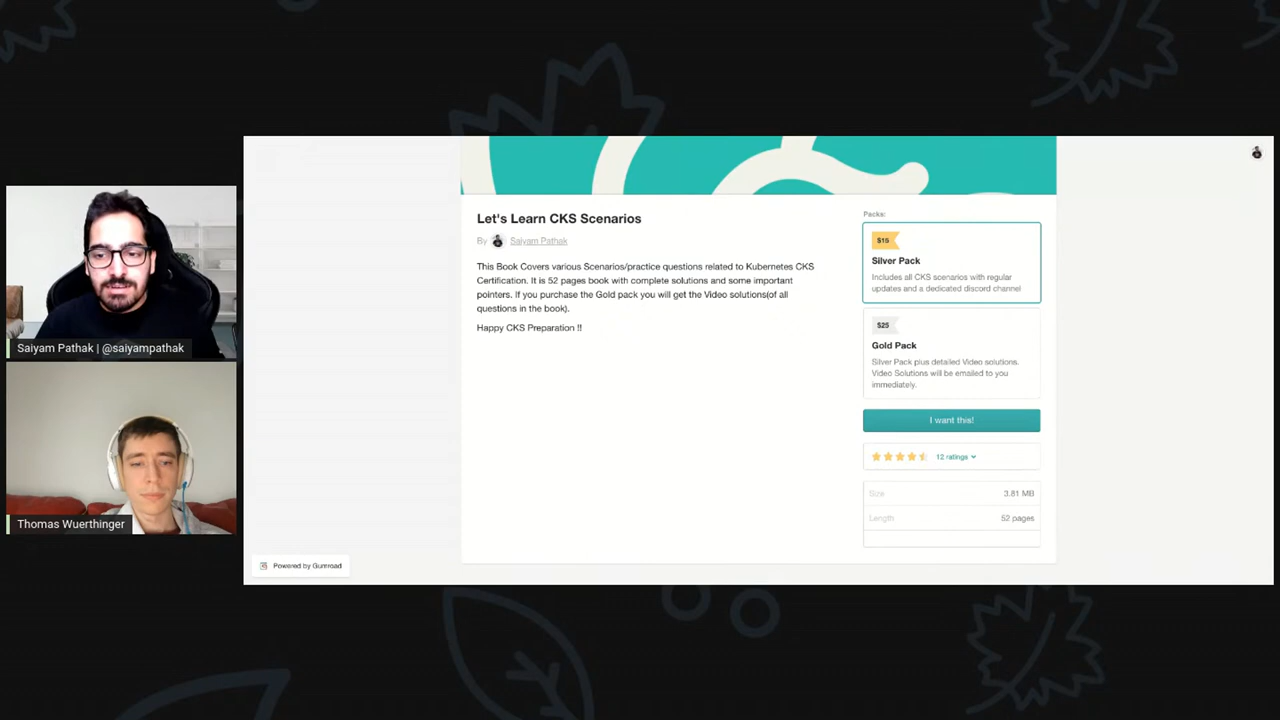 Saiyam Pathak | @saiyampathak
Thomas Wuerthinger
Let's Learn CKS Scenarios
By Saiyam Pathak
This Book Covers various Scenarios/practice questions related to Kubernetes CKS
Certification. It is 52 pages book with complete solutions and some important
pointers. If you purchase the Gold pack you will get the Video solutions(of all
questions in the book).
Happy CKS Preparation !!
Packs:
$15
Silver Pack
Includes all CKS scenarios with regular
updates and a dedicated discord channel
$25
Gold Pack
Silver Pack plus detailed Video solutions.
Video Solutions will be emailed to you
immediately.
I want this!
12 ratings
Size 3.81 MB
Length 52 pages
Powered by Gumroad